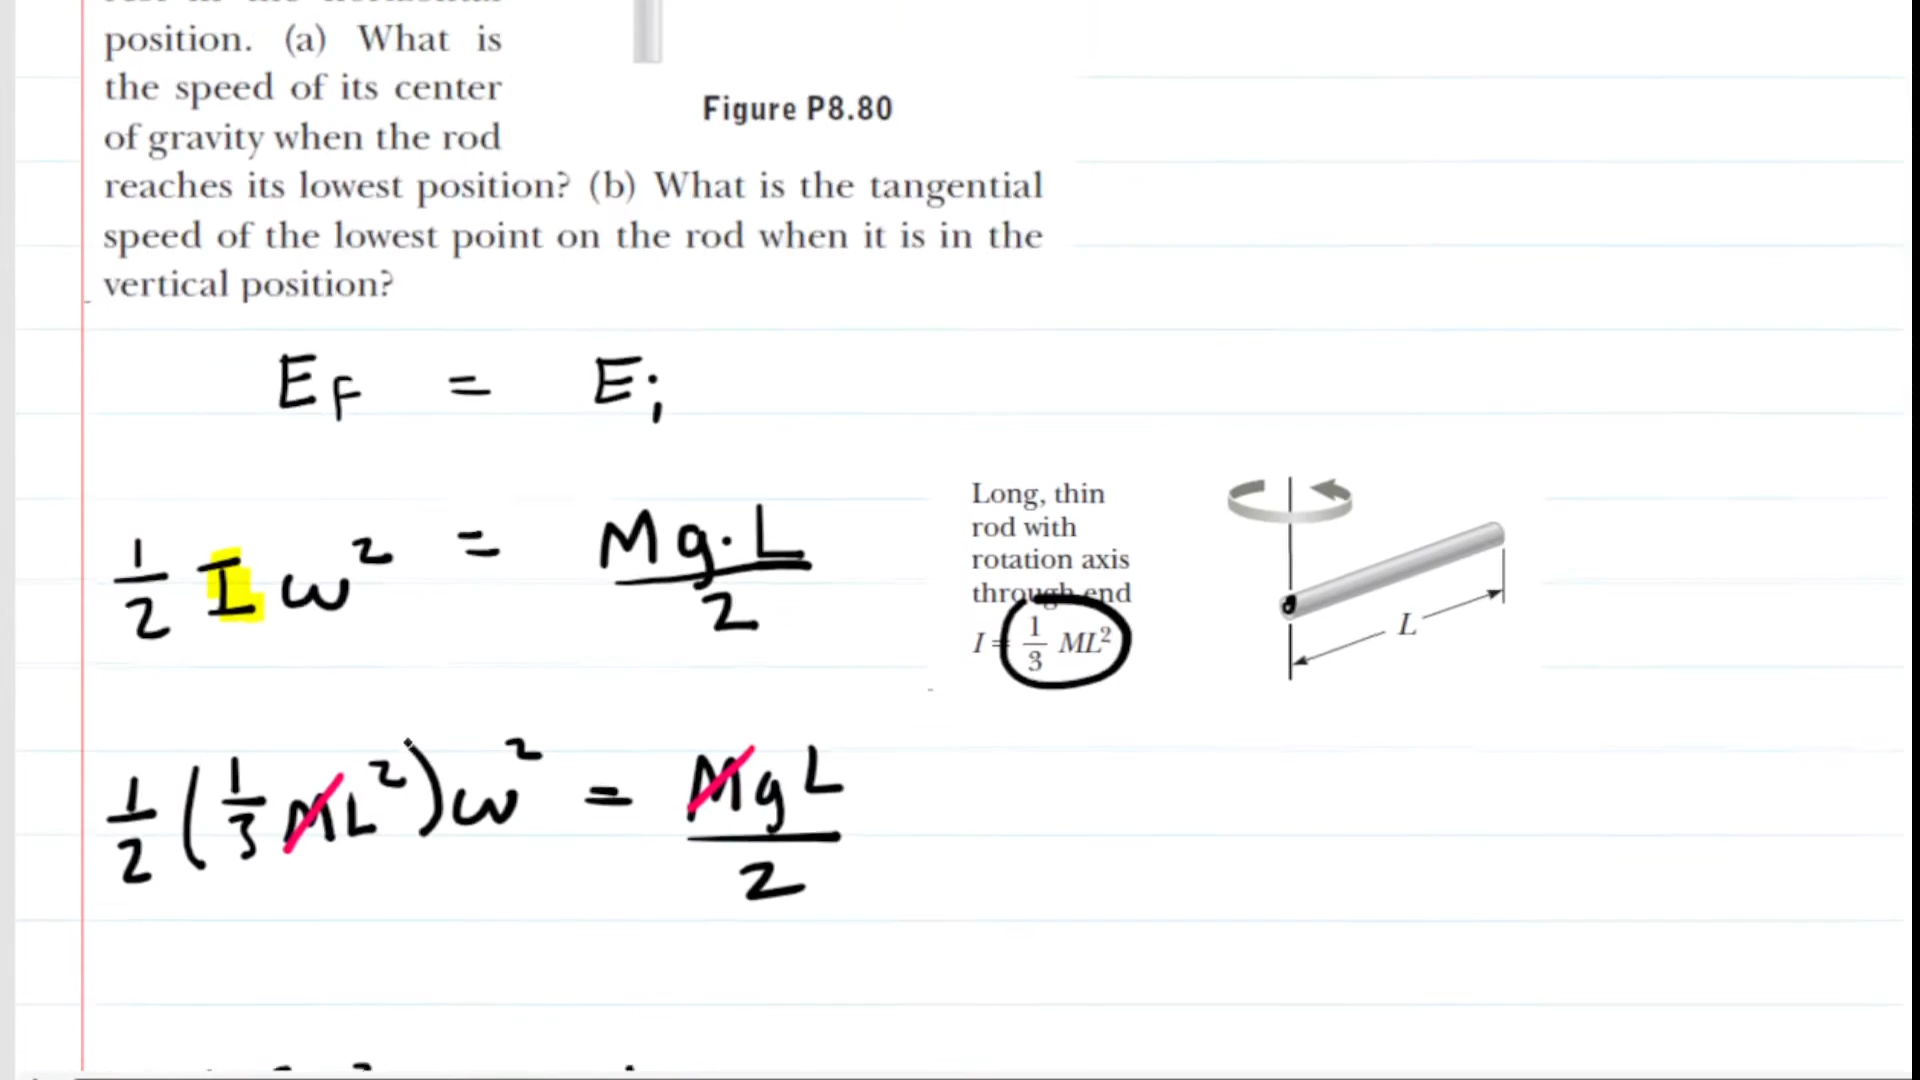 position. (a) What is
the speed of its center
of gravity when the rod
Figure P8.80
reaches its lowest position? (b) What is the tangential
speed of the lowest point on the rod when it is in the
vertical position?
E_F = E_i
1/2 I ω² = Mg·L/2
Long, thin
rod with
rotation axis
through end
I = 1/3 ML²
L
1/2 (1/3 ML²) ω² = MgL/2